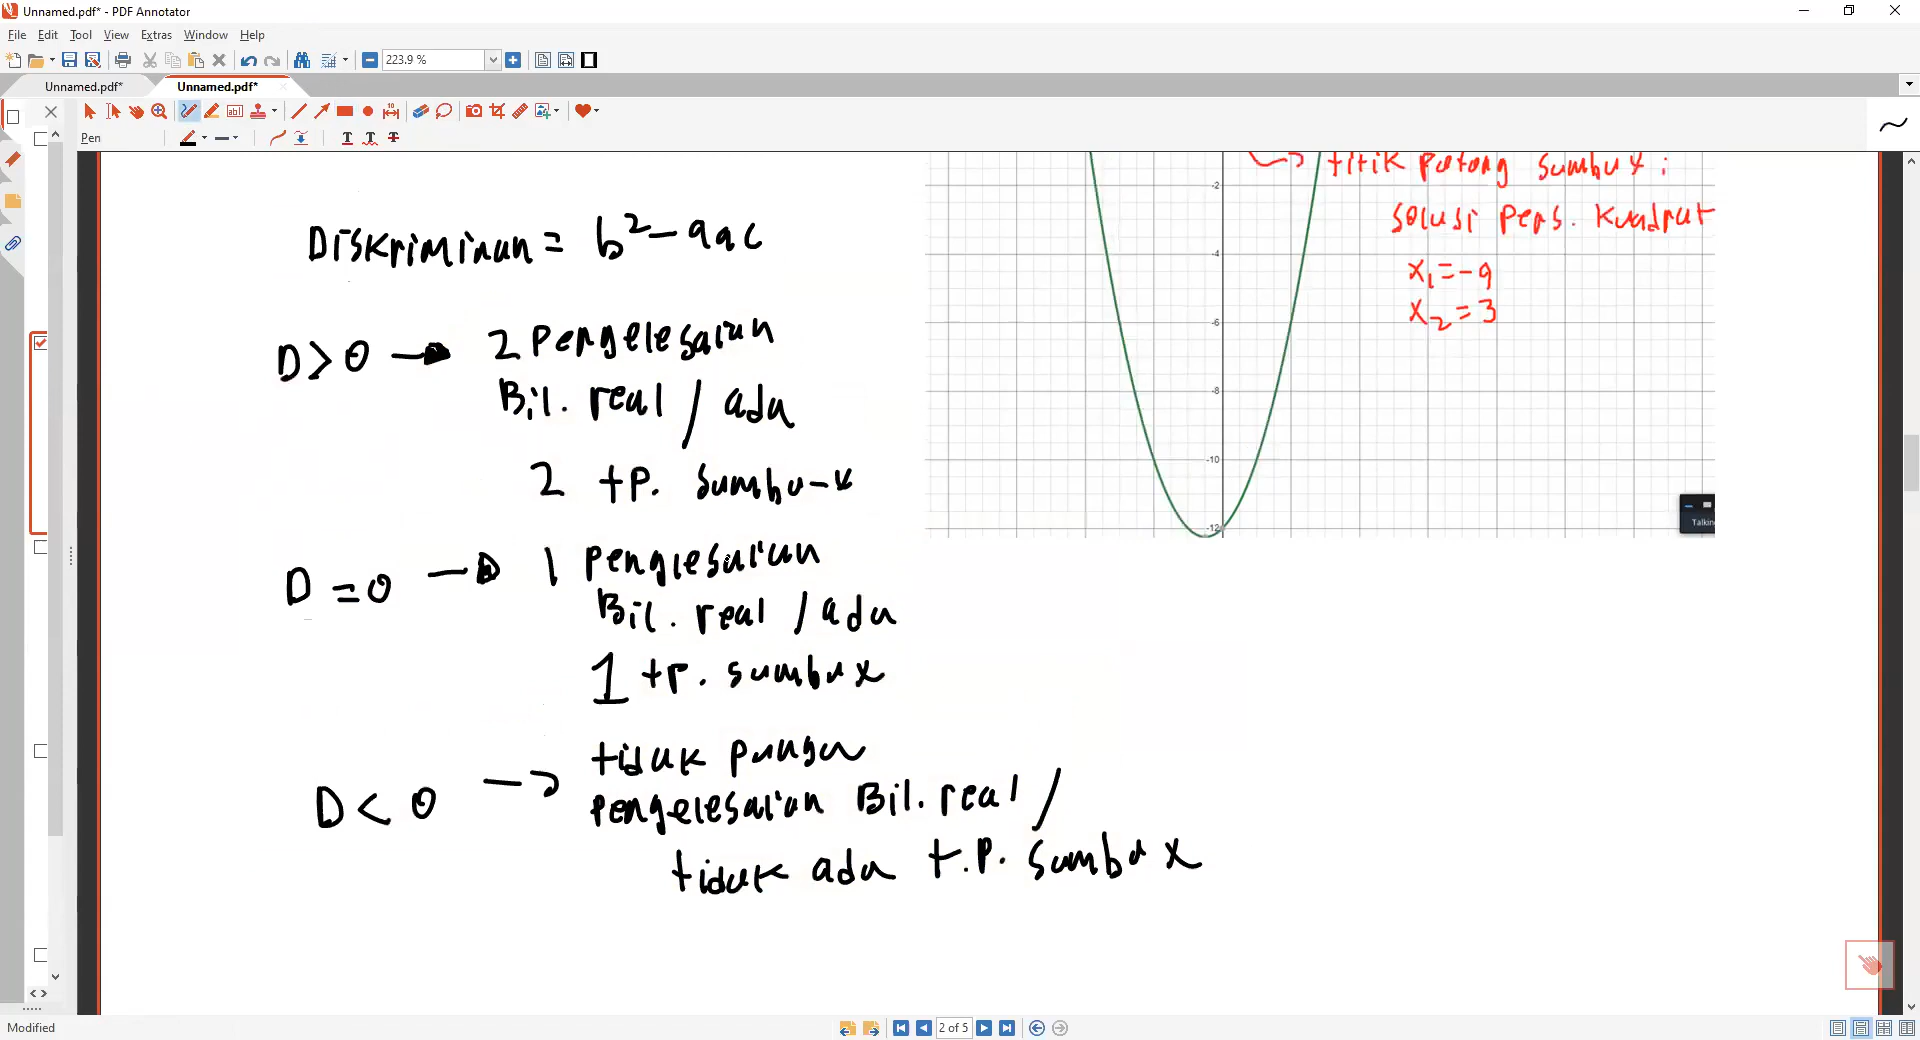 Unnamed.pdf* - PDF Annotator
File Edit Tool View Extras Window Help
223.9 %
Unnamed.pdf* Unnamed.pdf*
Pen
Diskriminan = b² - 4ac
D > 0 → 2 Pengelesaian
Bil. real / ada
2 tp. sumbu-x
D = 0 → 1 penglesaian
Bil. real / ada
1 tp. sumbu x
D < 0 → tidak punya
pengelesaian Bil. real /
tidak ada t.p. sumbu x
→ titik potong sumbu x :
solusi pers. kuadrat
x₁ = -4
x₂ = 3
-2
-4
-6
-8
-10
-12
Modified
2 of 5